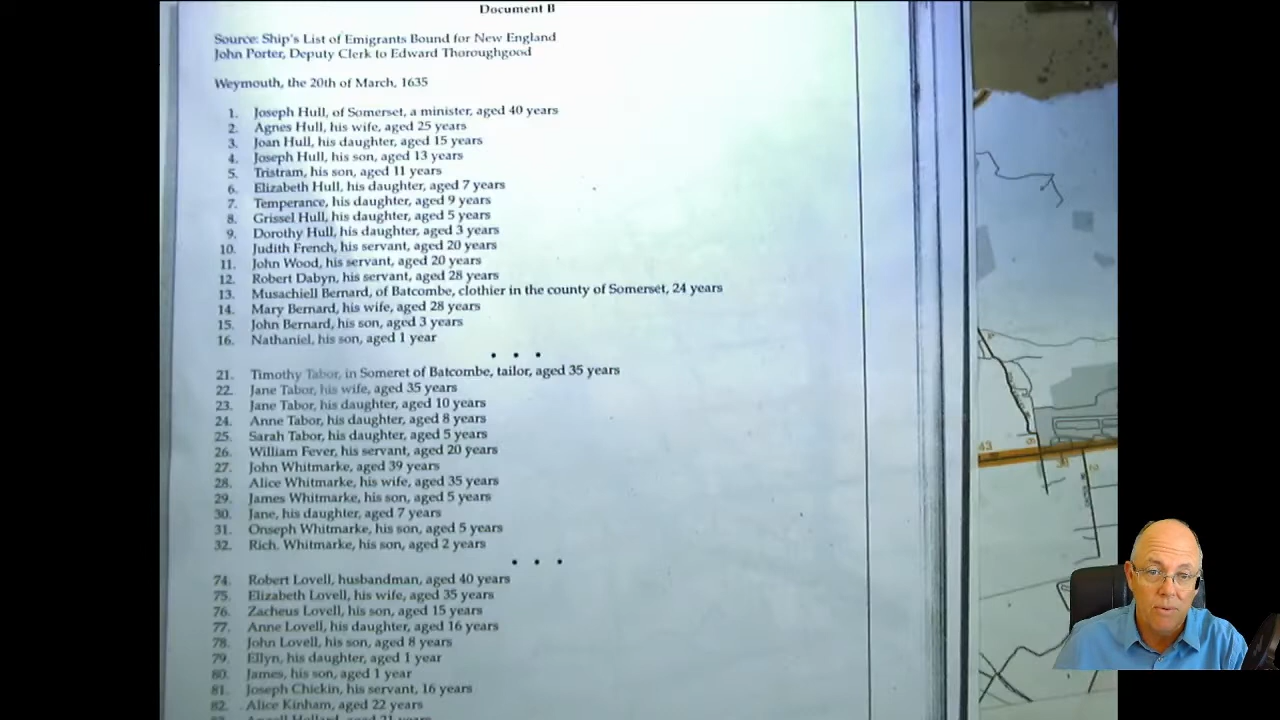 Document B
Source: Ship's List of Emigrants Bound for New England
John Porter, Deputy Clerk to Edward Thoroughgood
Weymouth, the 20th of March, 1635
1. Joseph Hull, of Somerset, a minister, aged 40 years
2. Agnes Hull, his wife, aged 25 years
3. Joan Hull, his daughter, aged 15 years
4. Joseph Hull, his son, aged 13 years
5. Tristram, his son, aged 11 years
6. Elizabeth Hull, his daughter, aged 7 years
7. Temperance, his daughter, aged 9 years
8. Grissel Hull, his daughter, aged 5 years
9. Dorothy Hull, his daughter, aged 3 years
10. Judith French, his servant, aged 20 years
11. John Wood, his servant, aged 20 years
12. Robert Dabyn, his servant, aged 28 years
13. Musachiell Bernard, of Batcombe, clothier in the county of Somerset, 24 years
14. Mary Bernard, his wife, aged 28 years
15. John Bernard, his son, aged 3 years
16. Nathaniel, his son, aged 1 year
• • •
21. Timothy Tabor, in Someret of Batcombe, tailor, aged 35 years
22. Jane Tabor, his wife, aged 35 years
23. Jane Tabor, his daughter, aged 10 years
24. Anne Tabor, his daughter, aged 8 years
25. Sarah Tabor, his daughter, aged 5 years
26. William Fever, his servant, aged 20 years
27. John Whitmarke, aged 39 years
28. Alice Whitmarke, his wife, aged 35 years
29. James Whitmarke, his son, aged 5 years
30. Jane, his daughter, aged 7 years
31. Onseph Whitmarke, his son, aged 5 years
32. Rich. Whitmarke, his son, aged 2 years
• • •
74. Robert Lovell, husbandman, aged 40 years
75. Elizabeth Lovell, his wife, aged 35 years
76. Zacheus Lovell, his son, aged 15 years
77. Anne Lovell, his daughter, aged 16 years
78. John Lovell, his son, aged 8 years
79. Ellyn, his daughter, aged 1 year
80. James, his son, aged 1 year
81. Joseph Chickin, his servant, 16 years
82. Alice Kinham, aged 22 years
43